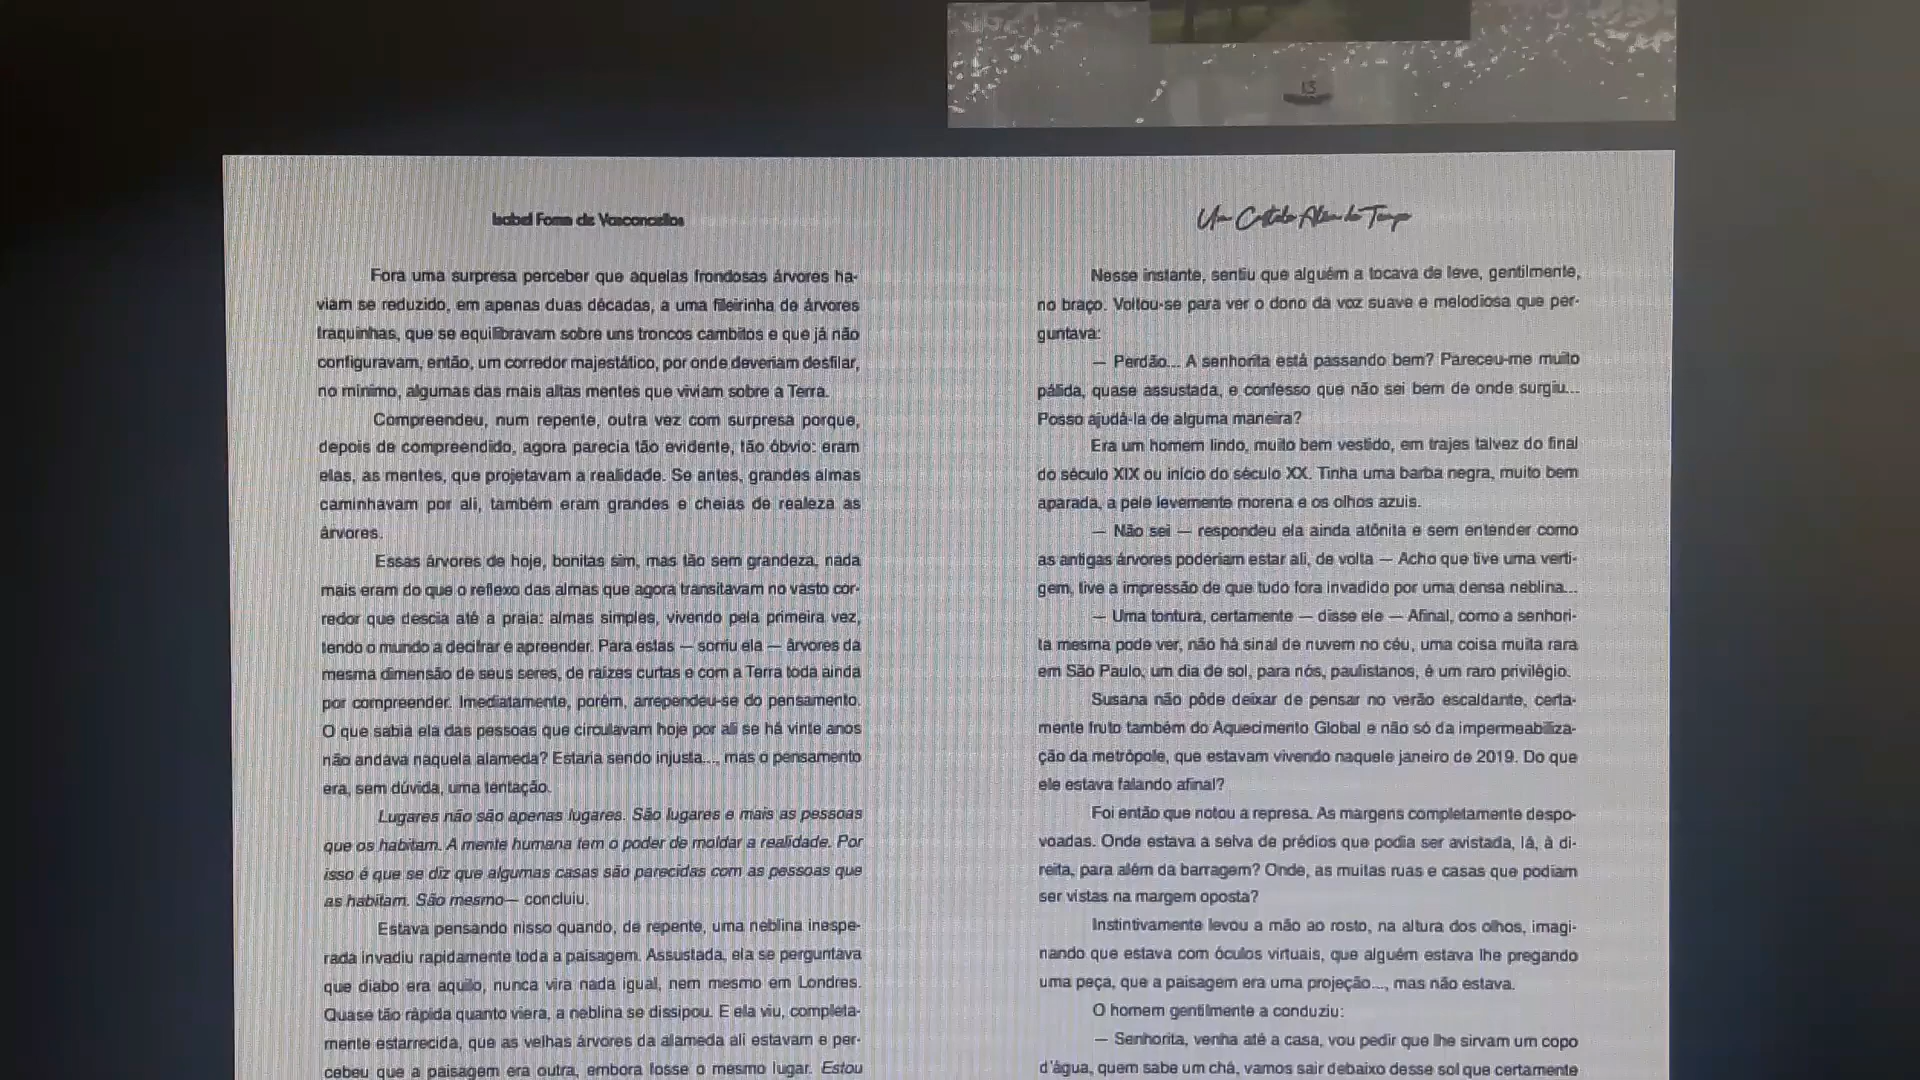 13
Isabel Fomm de Vasconcellos
Fora uma surpresa perceber que aquelas frondosas árvores ha-
viam se reduzido, em apenas duas décadas, a uma fileirinha de árvores
fraquinhas, que se equilibravam sobre uns troncos cambitos e que já não
configuravam, então, um corredor majestático, por onde deveriam desfilar,
no mínimo, algumas das mais altas mentes que viviam sobre a Terra.
Compreendeu, num repente, outra vez com surpresa porque,
depois de compreendido, agora parecia tão evidente, tão óbvio: eram
elas, as mentes, que projetavam a realidade. Se antes, grandes almas
caminhavam por ali, também eram grandes e cheias de realeza as
árvores.
Essas árvores de hoje, bonitas sim, mas tão sem grandeza, nada
mais eram do que o reflexo das almas que agora transitavam no vasto cor-
redor que descia até a praia: almas simples, vivendo pela primeira vez,
tendo o mundo a decifrar e apreender. Para estas — sorriu ela — árvores da
mesma dimensão de seus seres, de raízes curtas e com a Terra toda ainda
por compreender. Imediatamente, porém, arrependeu-se do pensamento.
O que sabia ela das pessoas que circulavam hoje por ali se há vinte anos
não andava naquela alameda? Estaria sendo injusta..., mas o pensamento
era, sem dúvida, uma tentação.
Lugares não são apenas lugares. São lugares e mais as pessoas
que os habitam. A mente humana tem o poder de moldar a realidade. Por
isso é que se diz que algumas casas são parecidas com as pessoas que
as habitam. São mesmo— concluiu.
Estava pensando nisso quando, de repente, uma neblina inespe-
rada invadiu rapidamente toda a paisagem. Assustada, ela se perguntava
que diabo era aquilo, nunca vira nada igual, nem mesmo em Londres.
Quase tão rápida quanto viera, a neblina se dissipou. E ela viu, completa-
mente estarrecida, que as velhas árvores da alameda ali estavam e per-
cebeu que a paisagem era outra, embora fosse o mesmo lugar. Estou
Um Castelo Além do Tempo
Nesse instante, sentiu que alguém a tocava de leve, gentilmente,
no braço. Voltou-se para ver o dono da voz suave e melodiosa que per-
guntava:
— Perdão... A senhorita está passando bem? Pareceu-me muito
pálida, quase assustada, e confesso que não sei bem de onde surgiu...
Posso ajudá-la de alguma maneira?
Era um homem lindo, muito bem vestido, em trajes talvez do final
do século XIX ou início do século XX. Tinha uma barba negra, muito bem
aparada, a pele levemente morena e os olhos azuis.
— Não sei — respondeu ela ainda atônita e sem entender como
as antigas árvores poderiam estar ali, de volta — Acho que tive uma verti-
gem, tive a impressão de que tudo fora invadido por uma densa neblina...
— Uma tontura, certamente — disse ele — Afinal, como a senhori-
ta mesma pode ver, não há sinal de nuvem no céu, uma coisa muita rara
em São Paulo, um dia de sol, para nós, paulistanos, é um raro privilégio.
Susana não pôde deixar de pensar no verão escaldante, certa-
mente fruto também do Aquecimento Global e não só da impermeabiliza-
ção da metrópole, que estavam vivendo naquele janeiro de 2019. Do que
ele estava falando afinal?
Foi então que notou a represa. As margens completamente despo-
voadas. Onde estava a selva de prédios que podia ser avistada, lá, à di-
reita, para além da barragem? Onde, as muitas ruas e casas que podiam
ser vistas na margem oposta?
Instintivamente levou a mão ao rosto, na altura dos olhos, imagi-
nando que estava com óculos virtuais, que alguém estava lhe pregando
uma peça, que a paisagem era uma projeção..., mas não estava.
O homem gentilmente a conduziu:
— Senhorita, venha até a casa, vou pedir que lhe sirvam um copo
d'água, quem sabe um chá, vamos sair debaixo desse sol que certamente